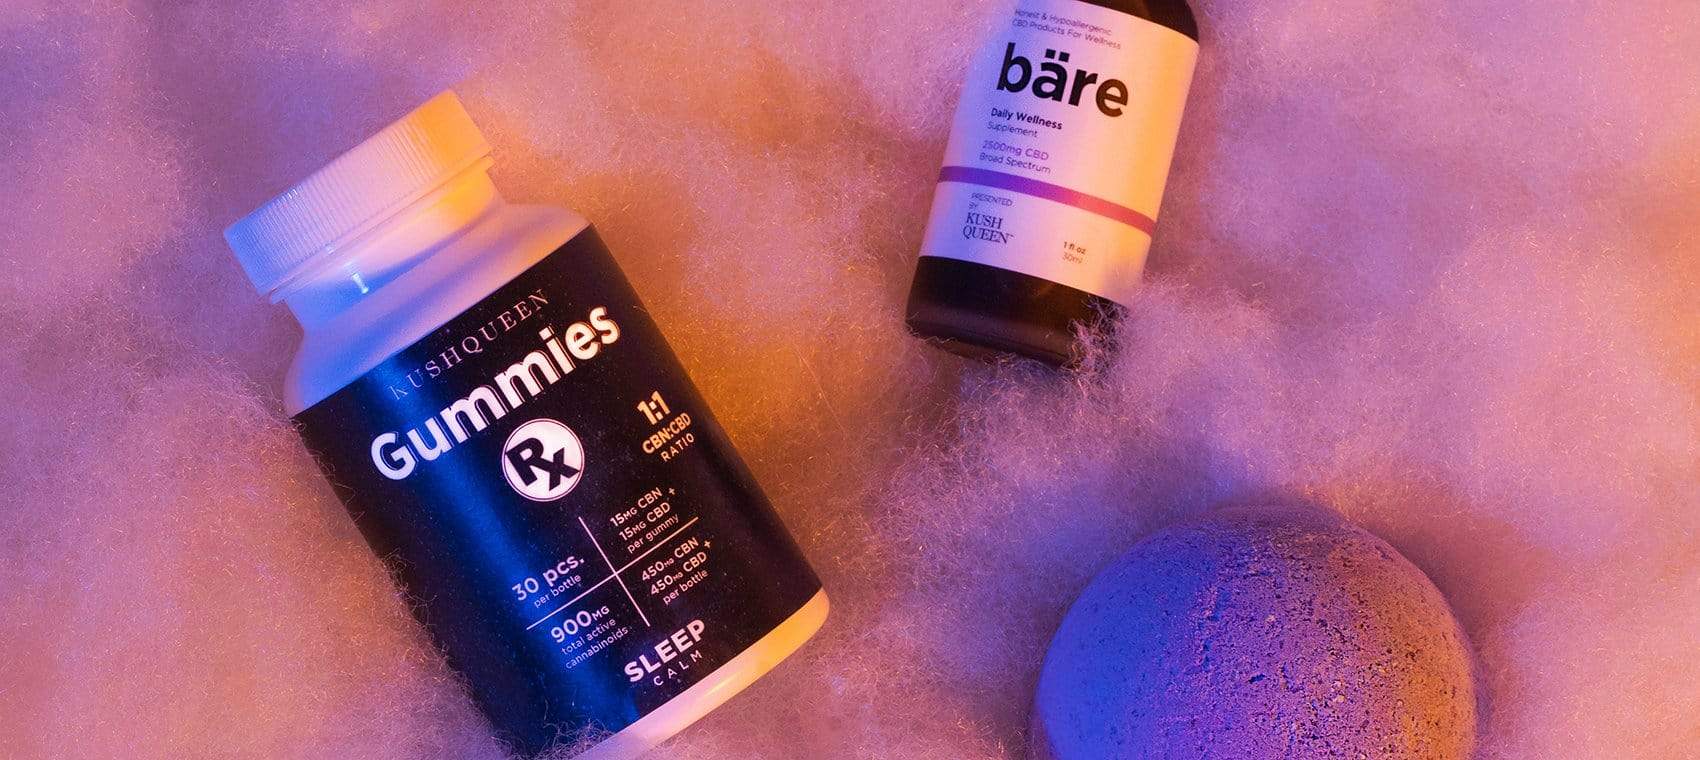 KUSHQUEEN
Gummies
Rx
1:1
CBN:CBD
RATIO
15MG CBN +
15MG CBD
per gummy
30 pcs.
per bottle
450MG CBN +
450MG CBD
per bottle
900MG
total active
cannabinoids.
SLEEP
CALM
Honest & Hypoallergenic
CBD Products For Wellness
bäre
Daily Wellness
Supplement
2500mg CBD
Broad Spectrum
PRESENTED
BY
KUSH
QUEEN™
1 fl oz
30ml